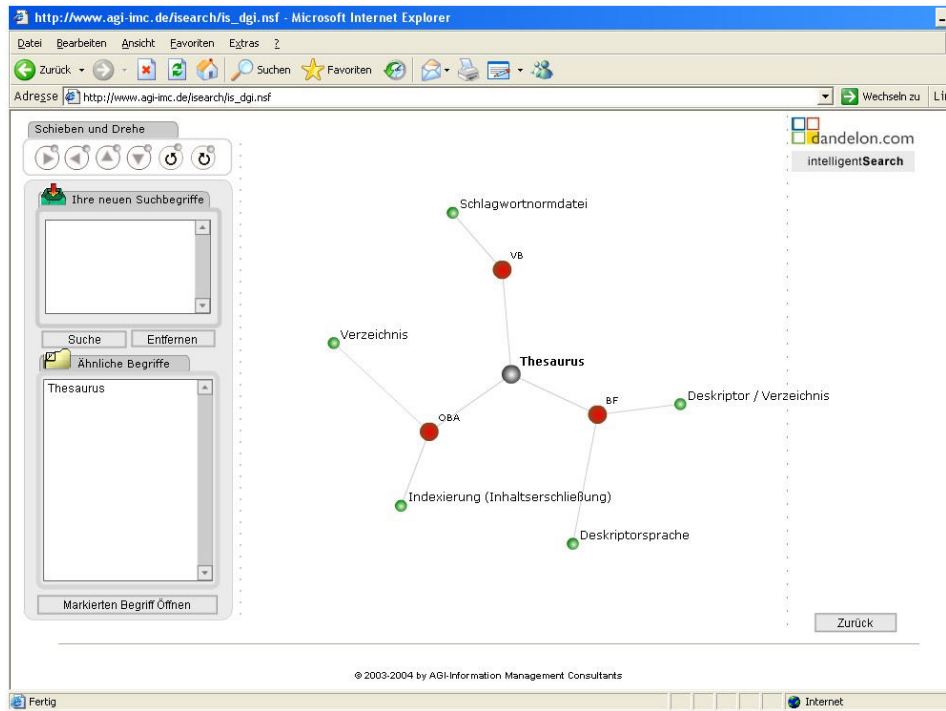 http://www.agi-imc.de/isearch/is_dgi.nsf - Microsoft Internet Explorer
Datei Bearbeiten Ansicht Favoriten Extras ?
Zurück Suchen Favoriten
Adresse http://www.agi-imc.de/isearch/is_dgi.nsf Wechseln zu
Schieben und Drehe
dandelon.com
intelligentSearch
Ihre neuen Suchbegriffe
Schlagwortnormdatei
VB
Suche Entfernen
Verzeichnis
Ähnliche Begriffe
Thesaurus
Thesaurus
BF
Deskriptor / Verzeichnis
OBA
Indexierung (Inhaltserschließung)
Deskriptorsprache
Markierten Begriff Öffnen
Zurück
© 2003-2004 by AGI-Information Management Consultants
Fertig Internet